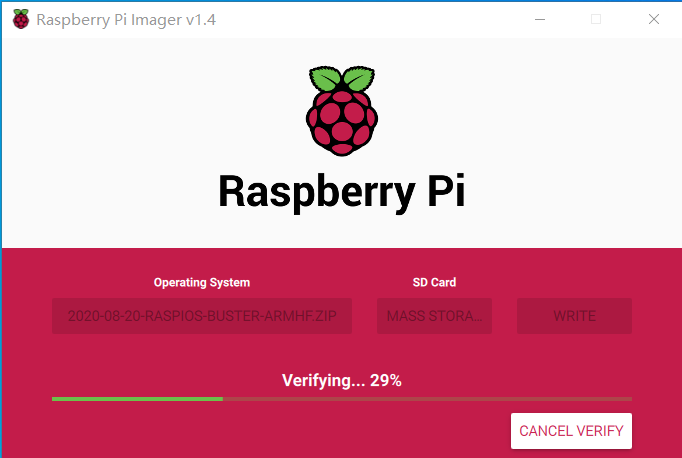 Raspberry Pi Imager v1.4
Raspberry Pi
Operating System
SD Card
2020-08-20-RASPIOS-BUSTER-ARMHF.ZIP
MASS STORA...
WRITE
Verifying... 29%
CANCEL VERIFY